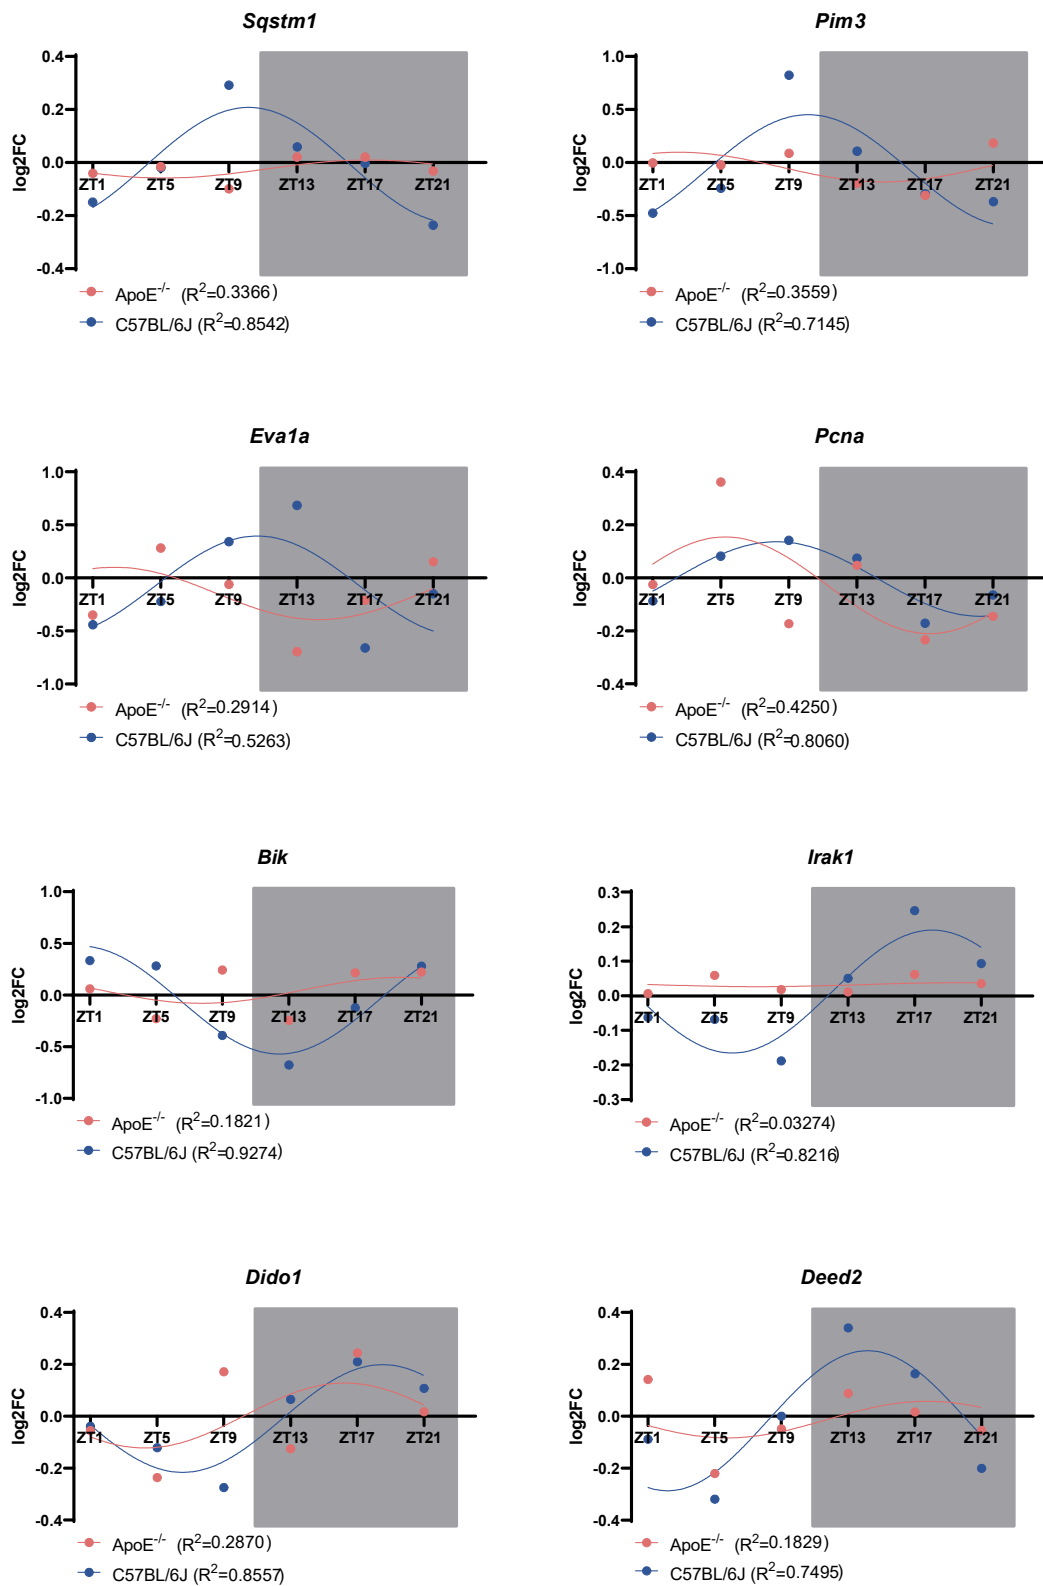 Sqstm1
0.4
0.2
0.0
-0.2
-0.4
log2FC
ZT1 ZT5 ZT9 ZT13 ZT17 ZT21
ApoE-/- (R2=0.3366)
C57BL/6J (R2=0.8542)
Pim3
1.0
0.5
0.0
-0.5
-1.0
log2FC
ZT1 ZT5 ZT9 ZT13 ZT17 ZT21
ApoE-/- (R2=0.3559)
C57BL/6J (R2=0.7145)
Eva1a
1.0
0.5
0.0
-0.5
-1.0
log2FC
ZT1 ZT5 ZT9 ZT13 ZT17 ZT21
ApoE-/- (R2=0.2914)
C57BL/6J (R2=0.5263)
Pcna
0.4
0.2
0.0
-0.2
-0.4
log2FC
ZT1 ZT5 ZT9 ZT13 ZT17 ZT21
ApoE-/- (R2=0.4250)
C57BL/6J (R2=0.8060)
Bik
1.0
0.5
0.0
-0.5
-1.0
log2FC
ZT1 ZT5 ZT9 ZT13 ZT17 ZT21
ApoE-/- (R2=0.1821)
C57BL/6J (R2=0.9274)
Irak1
0.3
0.2
0.1
0.0
-0.1
-0.2
-0.3
log2FC
ZT1 ZT5 ZT9 ZT13 ZT17 ZT21
ApoE-/- (R2=0.03274)
C57BL/6J (R2=0.8216)
Dido1
0.4
0.2
0.0
-0.2
-0.4
log2FC
ZT1 ZT5 ZT9 ZT13 ZT17 ZT21
ApoE-/- (R2=0.2870)
C57BL/6J (R2=0.8557)
Deed2
0.4
0.2
0.0
-0.2
-0.4
log2FC
ZT1 ZT5 ZT9 ZT13 ZT17 ZT21
ApoE-/- (R2=0.1829)
C57BL/6J (R2=0.7495)